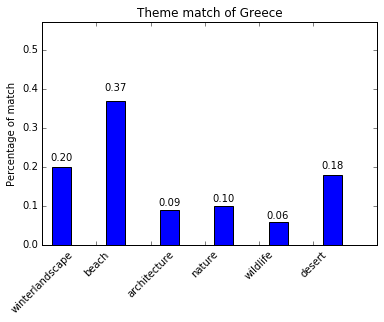 Theme match of Greece
Percentage of match
0.5
0.4
0.3
0.2
0.1
0.0
0.20
0.37
0.09
0.10
0.06
0.18
winterlandscape
beach
architecture
nature
wildlife
desert